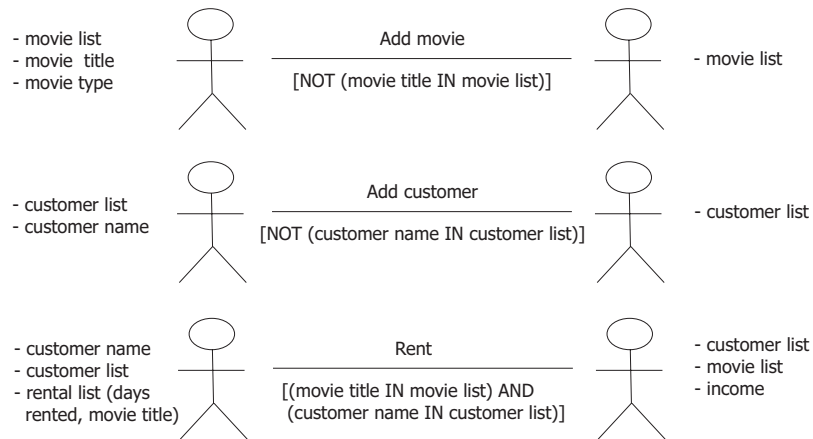 - movie list
- movie title
- movie type
Add movie
[NOT (movie title IN movie list)]
- movie list
- customer list
- customer name
Add customer
[NOT (customer name IN customer list)]
- customer list
- customer name
- customer list
- rental list (days
rented, movie title)
Rent
[(movie title IN movie list) AND
(customer name IN customer list)]
- customer list
- movie list
- income